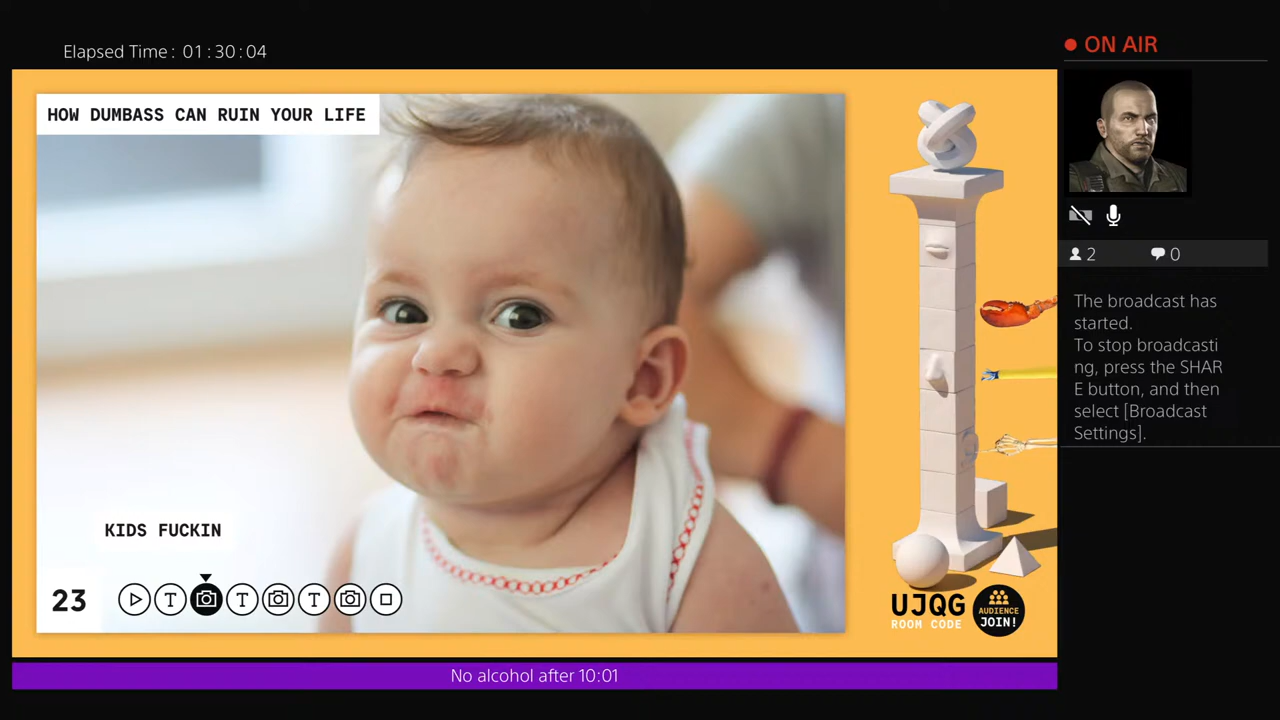 Elapsed Time: 01:30:04
ON AIR
HOW DUMBASS CAN RUIN YOUR LIFE
2
0
The broadcast has
started.
To stop broadcasti
ng, press the SHAR
E button, and then
select [Broadcast
Settings].
KIDS FUCKIN
23
T
T
T
UJQG
ROOM CODE
AUDIENCE
JOIN!
No alcohol after 10:01